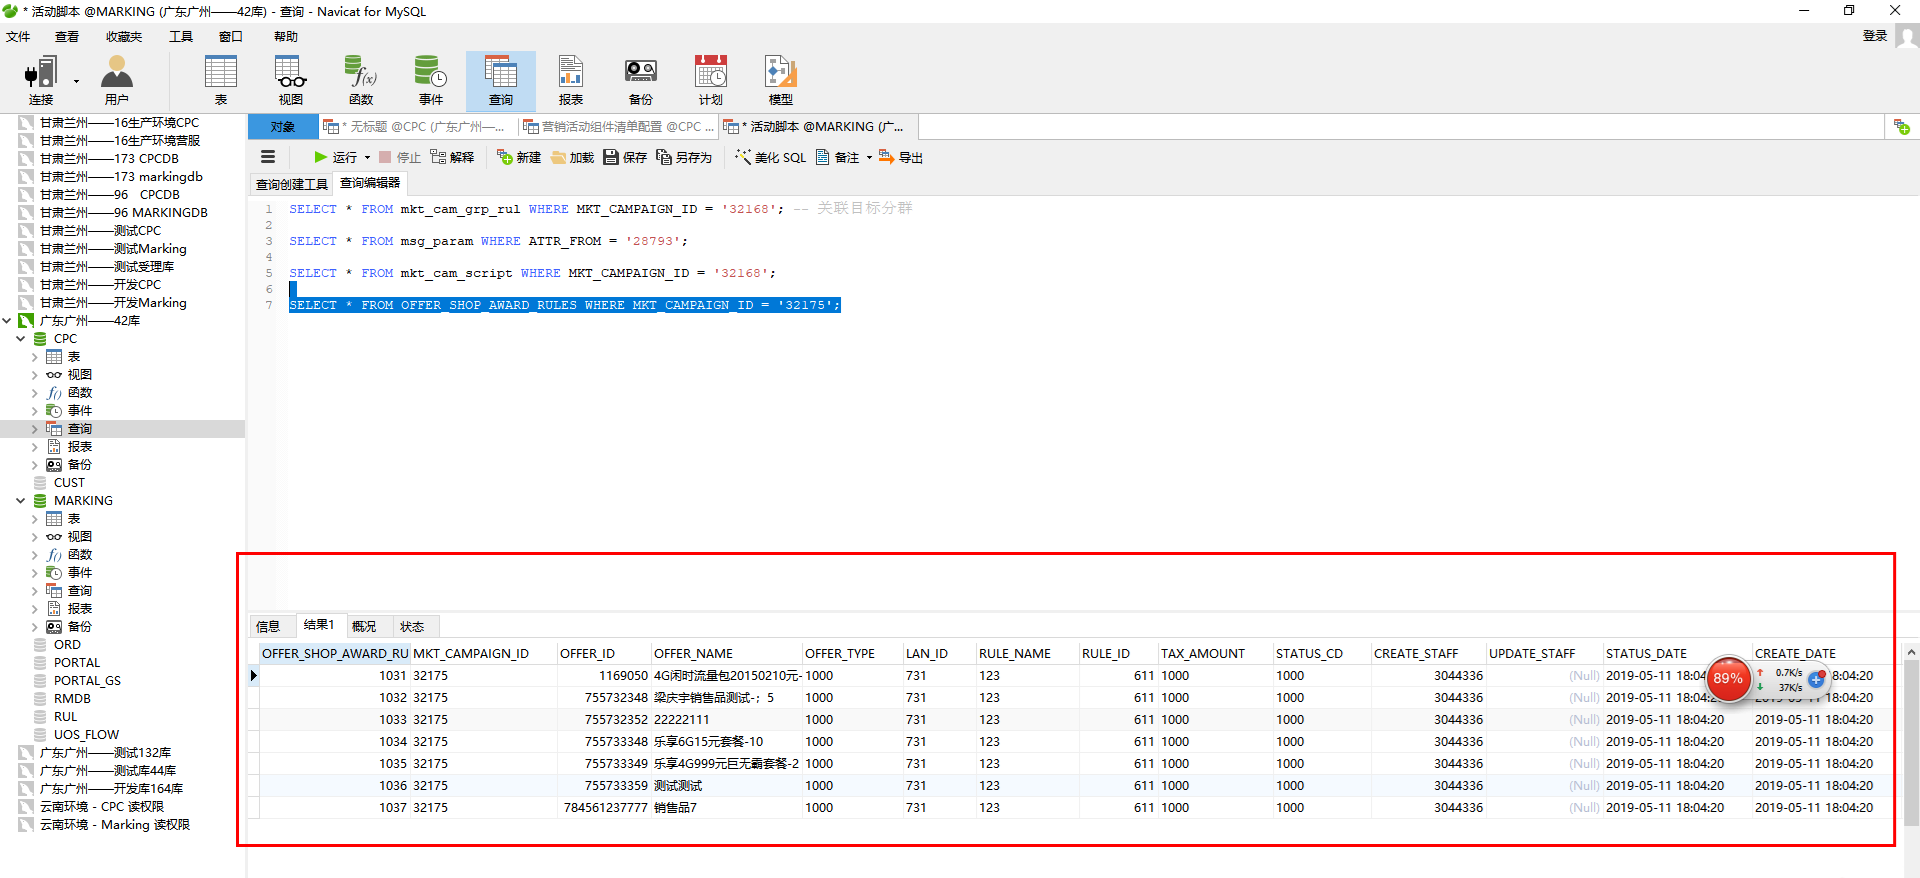 * 活动脚本 @MARKING (广东广州——42库) - 查询 - Navicat for MySQL
文件 查看 收藏夹 工具 窗口 帮助 登录
连接 用户 表 视图 函数 事件 查询 报表 备份 计划 模型
对象 * 无标题 @CPC (广东广州—... 营销活动组件清单配置 @CPC ... * 活动脚本 @MARKING (广...
运行 停止 解释 新建 加载 保存 另存为 美化 SQL 备注 导出
查询创建工具 查询编辑器
1 SELECT * FROM mkt_cam_grp_rul WHERE MKT_CAMPAIGN_ID = '32168'; -- 关联目标分群
2
3 SELECT * FROM msg_param WHERE ATTR_FROM = '28793';
4
5 SELECT * FROM mkt_cam_script WHERE MKT_CAMPAIGN_ID = '32168';
6
7 SELECT * FROM OFFER_SHOP_AWARD_RULES WHERE MKT_CAMPAIGN_ID = '32175';
甘肃兰州——16生产环境CPC
甘肃兰州——16生产环境营服
甘肃兰州——173 CPCDB
甘肃兰州——173 markingdb
甘肃兰州——96 CPCDB
甘肃兰州——96 MARKINGDB
甘肃兰州——测试CPC
甘肃兰州——测试Marking
甘肃兰州——测试受理库
甘肃兰州——开发CPC
甘肃兰州——开发Marking
广东广州——42库
CPC
表
视图
函数
事件
查询
报表
备份
CUST
MARKING
表
视图
函数
事件
查询
报表
备份
ORD
PORTAL
PORTAL_GS
RMDB
RUL
UOS_FLOW
广东广州——测试132库
广东广州——测试库44库
广东广州——开发库164库
云南环境 - CPC 读权限
云南环境 - Marking 读权限
信息 结果1 概况 状态
OFFER_SHOP_AWARD_RU MKT_CAMPAIGN_ID OFFER_ID OFFER_NAME OFFER_TYPE LAN_ID RULE_NAME RULE_ID TAX_AMOUNT STATUS_CD CREATE_STAFF UPDATE_STAFF STATUS_DATE CREATE_DATE
1031 32175 1169050 4G闲时流量包20150210元- 1000 731 123 611 1000 1000 3044336 (Null) 2019-05-11 18:04 8:04:20
1032 32175 755732348 梁庆宇销售品测试-；5 1000 731 123 611 1000 1000 3044336 (Null) 2019-05-11 18:04:20 2019-05-11 18:04:20
1033 32175 755732352 22222111 1000 731 123 611 1000 1000 3044336 (Null) 2019-05-11 18:04:20 2019-05-11 18:04:20
1034 32175 755733348 乐享6G15元套餐-10 1000 731 123 611 1000 1000 3044336 (Null) 2019-05-11 18:04:20 2019-05-11 18:04:20
1035 32175 755733349 乐享4G999元巨无霸套餐-2 1000 731 123 611 1000 1000 3044336 (Null) 2019-05-11 18:04:20 2019-05-11 18:04:20
1036 32175 755733359 测试测试 1000 731 123 611 1000 1000 3044336 (Null) 2019-05-11 18:04:20 2019-05-11 18:04:20
1037 32175 784561237777 销售品7 1000 731 123 611 1000 1000 3044336 (Null) 2019-05-11 18:04:20 2019-05-11 18:04:20
89% 0.7K/s
37K/s